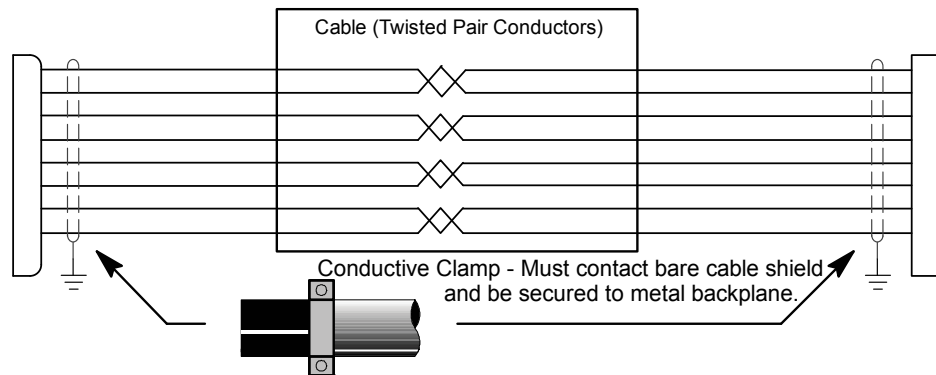 Cable (Twisted Pair Conductors)
Conductive Clamp - Must contact bare cable shield
and be secured to metal backplane.